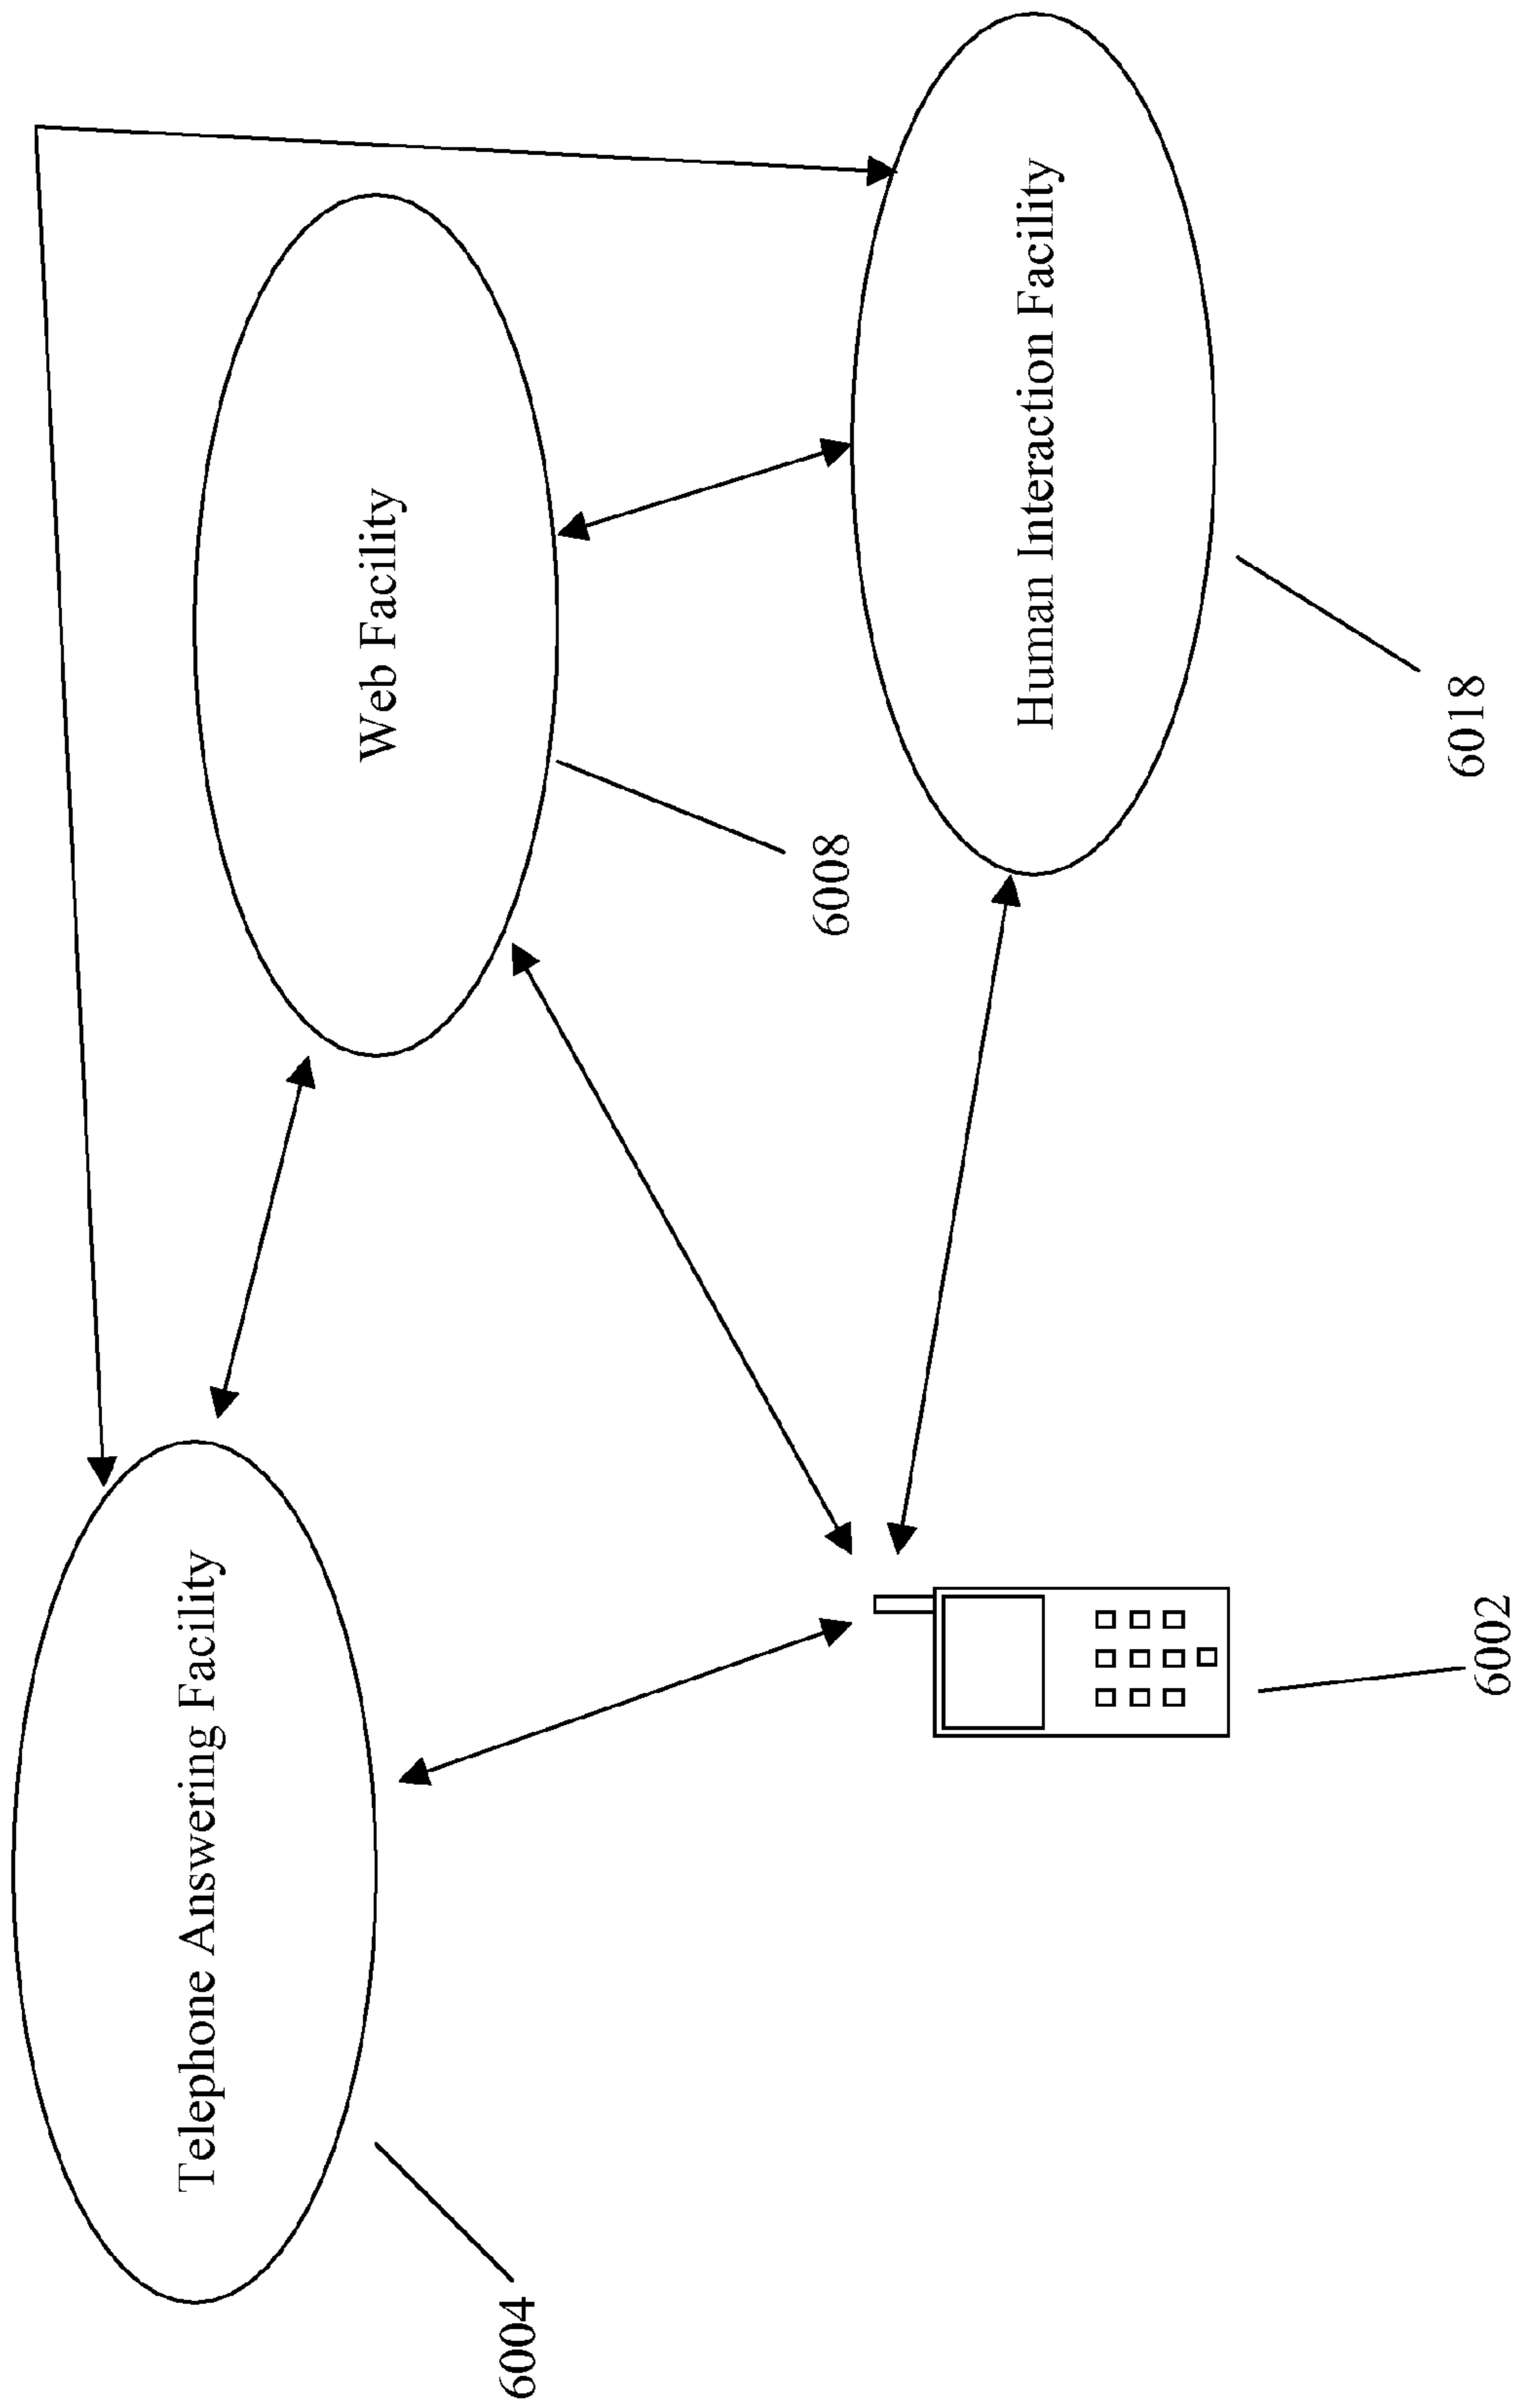 Telephone Answering Facility
6004
Web Facility
6008
Human Interaction Facility
6018
6002